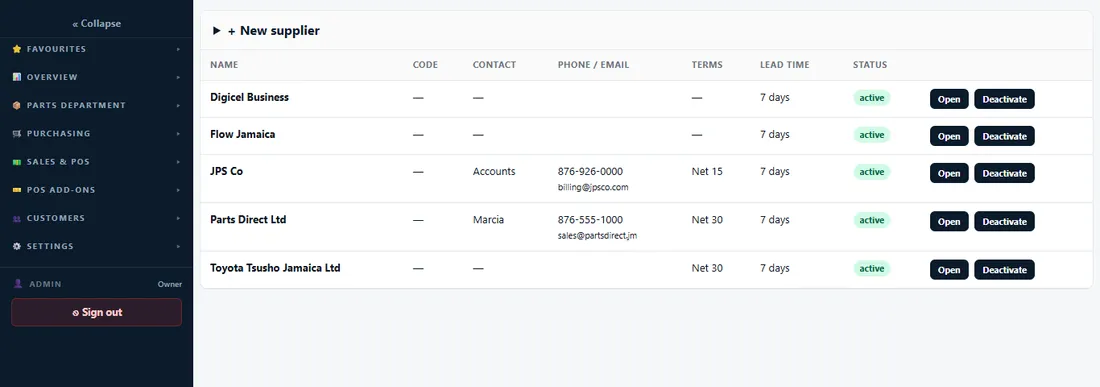 « Collapse
FAVOURITES
OVERVIEW
PARTS DEPARTMENT
PURCHASING
SALES & POS
POS ADD-ONS
CUSTOMERS
SETTINGS
ADMIN Owner
Sign out
+ New supplier
NAME CODE CONTACT PHONE / EMAIL TERMS LEAD TIME STATUS
Digicel Business — — — 7 days active Open Deactivate
Flow Jamaica — — — 7 days active Open Deactivate
JPS Co — Accounts 876-926-0000 Net 15 7 days active Open Deactivate
billing@jpsco.com
Parts Direct Ltd — Marcia 876-555-1000 Net 30 7 days active Open Deactivate
sales@partsdirect.jm
Toyota Tsusho Jamaica Ltd — — Net 30 7 days active Open Deactivate